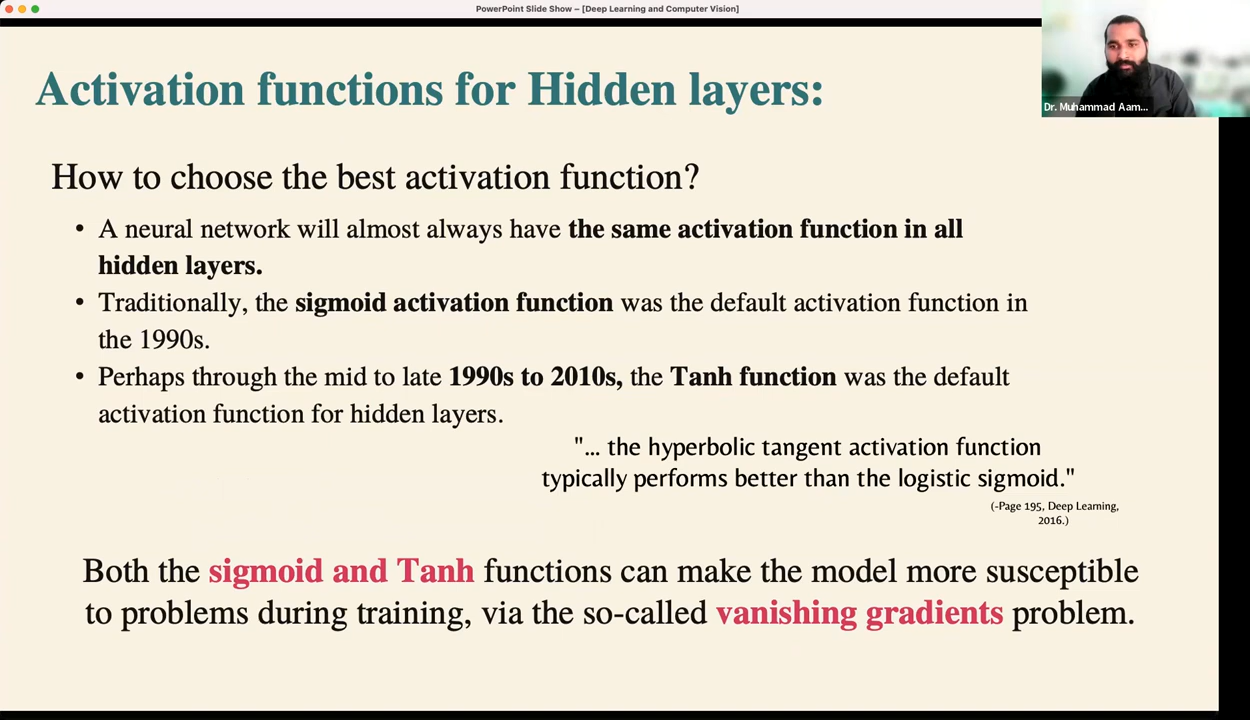 PowerPoint Slide Show – [Deep Learning and Computer Vision]
Dr. Muhammad Aam...
Activation functions for Hidden layers:
How to choose the best activation function?
• A neural network will almost always have the same activation function in all
hidden layers.
• Traditionally, the sigmoid activation function was the default activation function in
the 1990s.
• Perhaps through the mid to late 1990s to 2010s, the Tanh function was the default
activation function for hidden layers.
"... the hyperbolic tangent activation function
typically performs better than the logistic sigmoid."
(-Page 195, Deep Learning,
2016.)
Both the sigmoid and Tanh functions can make the model more susceptible
to problems during training, via the so-called vanishing gradients problem.